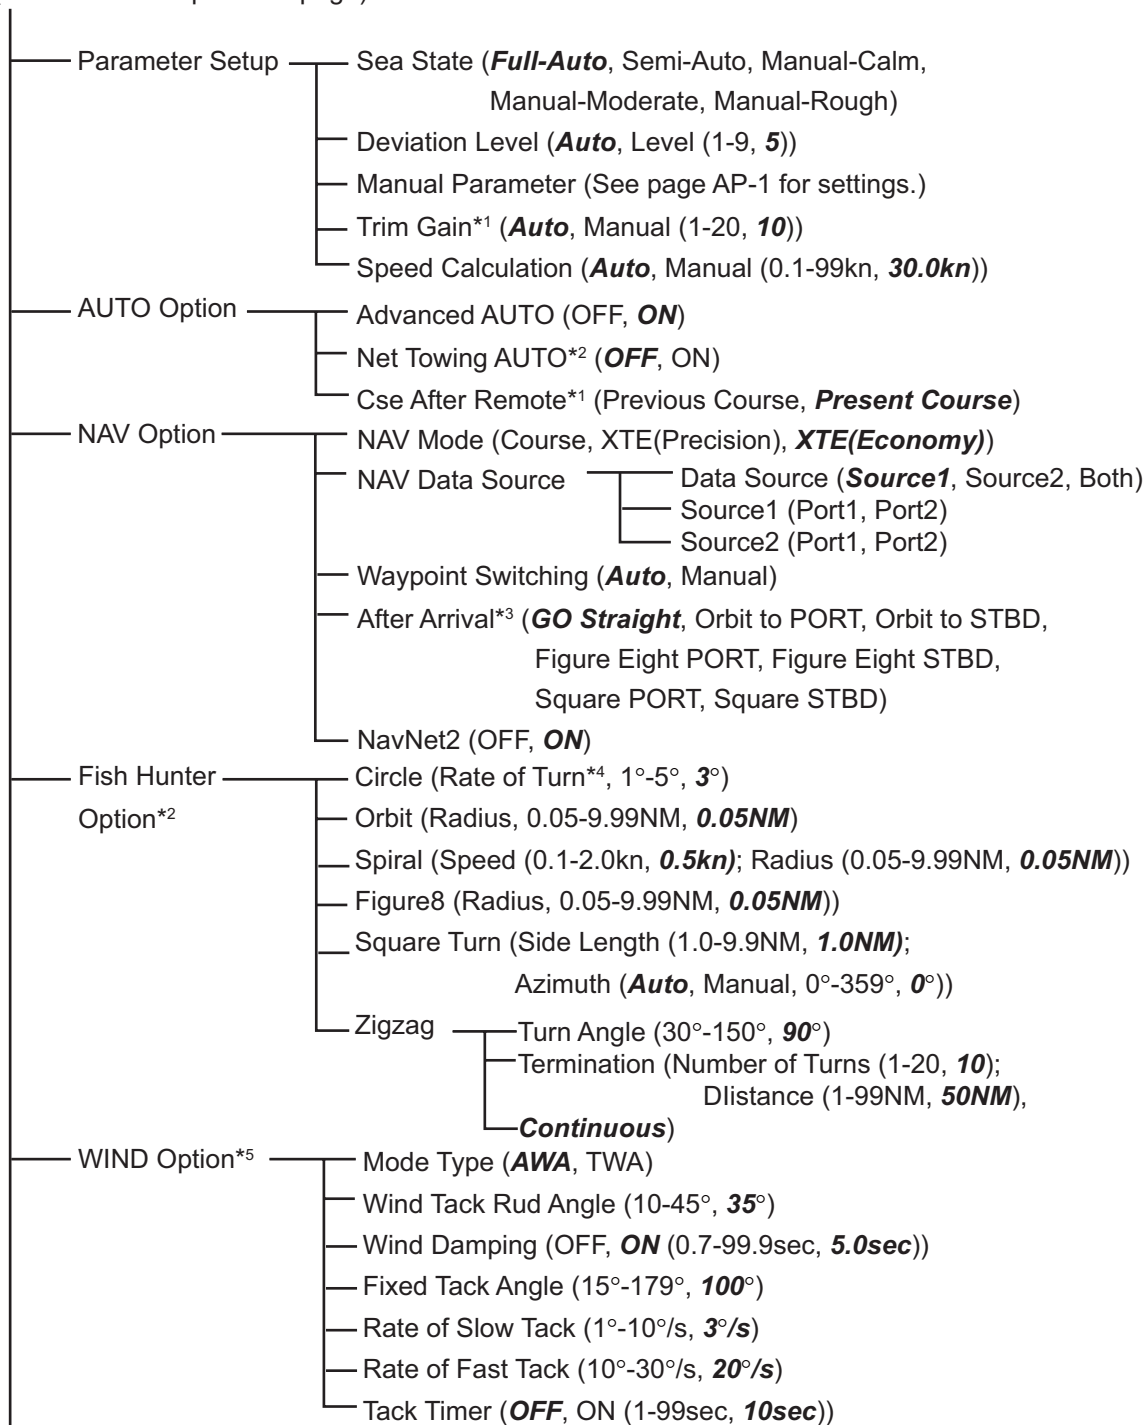 Parameter Setup
Sea State (Full-Auto, Semi-Auto, Manual-Calm,
Manual-Moderate, Manual-Rough)
Deviation Level (Auto, Level (1-9, 5))
Manual Parameter (See page AP-1 for settings.)
Trim Gain*1 (Auto, Manual (1-20, 10))
Speed Calculation (Auto, Manual (0.1-99kn, 30.0kn))
AUTO Option
Advanced AUTO (OFF, ON)
Net Towing AUTO*2 (OFF, ON)
Cse After Remote*1 (Previous Course, Present Course)
NAV Option
NAV Mode (Course, XTE(Precision), XTE(Economy))
NAV Data Source
Data Source (Source1, Source2, Both)
Source1 (Port1, Port2)
Source2 (Port1, Port2)
Waypoint Switching (Auto, Manual)
After Arrival*3 (GO Straight, Orbit to PORT, Orbit to STBD,
Figure Eight PORT, Figure Eight STBD,
Square PORT, Square STBD)
NavNet2 (OFF, ON)
Fish Hunter
Option*2
Circle (Rate of Turn*4, 1°-5°, 3°)
Orbit (Radius, 0.05-9.99NM, 0.05NM)
Spiral (Speed (0.1-2.0kn, 0.5kn); Radius (0.05-9.99NM, 0.05NM))
Figure8 (Radius, 0.05-9.99NM, 0.05NM))
Square Turn (Side Length (1.0-9.9NM, 1.0NM);
Azimuth (Auto, Manual, 0°-359°, 0°))
Zigzag
Turn Angle (30°-150°, 90°)
Termination (Number of Turns (1-20, 10);
DIistance (1-99NM, 50NM),
Continuous)
WIND Option*5
Mode Type (AWA, TWA)
Wind Tack Rud Angle (10-45°, 35°)
Wind Damping (OFF, ON (0.7-99.9sec, 5.0sec))
Fixed Tack Angle (15°-179°, 100°)
Rate of Slow Tack (1°-10°/s, 3°/s)
Rate of Fast Tack (10°-30°/s, 20°/s)
Tack Timer (OFF, ON (1-99sec, 10sec))